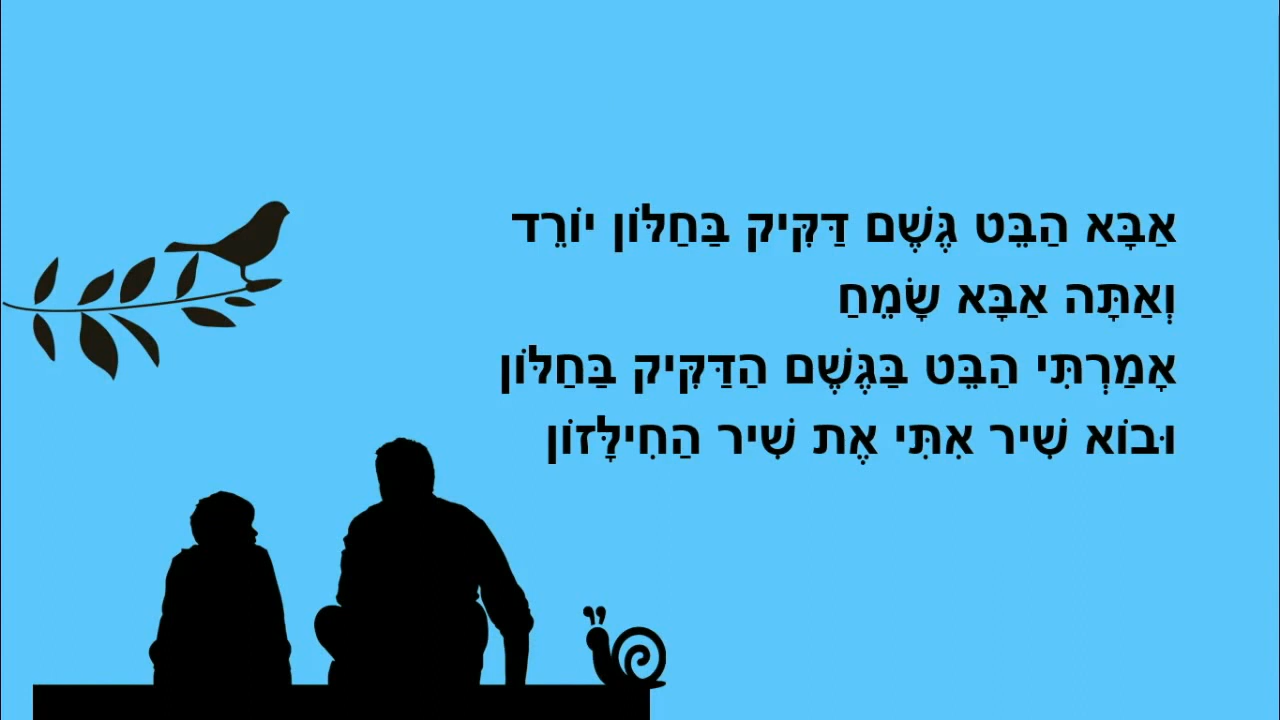 אַבָּא הַבֵּט גֶּשֶׁם דַּקִּיק בַּחַלּוֹן יוֹרֵד
וְאַתָּה אַבָּא שָׂמֵחַ
אָמַרְתִּי הַבֵּט בַּגֶּשֶׁם הַדַּקִּיק בַּחַלּוֹן
וּבוֹא שִׁיר אִתִּי אֶת שִׁיר הַחִילָּזוֹן